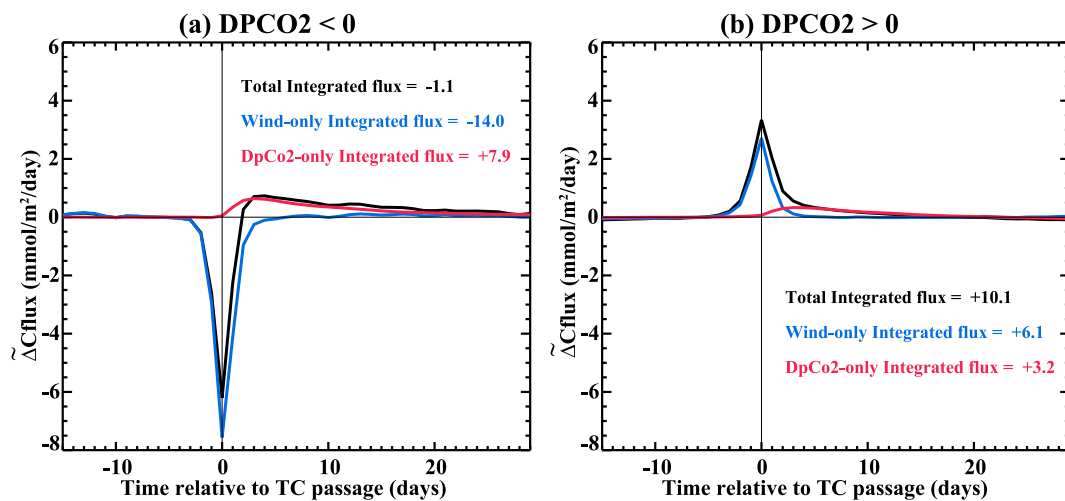 (a) DPCO2 < 0
6
4
2
0
-2
-4
-6
-8
Total Integrated flux = -1.1
Wind-only Integrated flux = -14.0
DpCo2-only Integrated flux = +7.9
-10
0
10
20
Time relative to TC passage (days)
Δ̃Cflux (mmol/m²/day)
(b) DPCO2 > 0
6
4
2
0
-2
-4
-6
-8
Total Integrated flux = +10.1
Wind-only Integrated flux = +6.1
DpCo2-only Integrated flux = +3.2
-10
0
10
20
Time relative to TC passage (days)
Δ̃Cflux (mmol/m²/day)